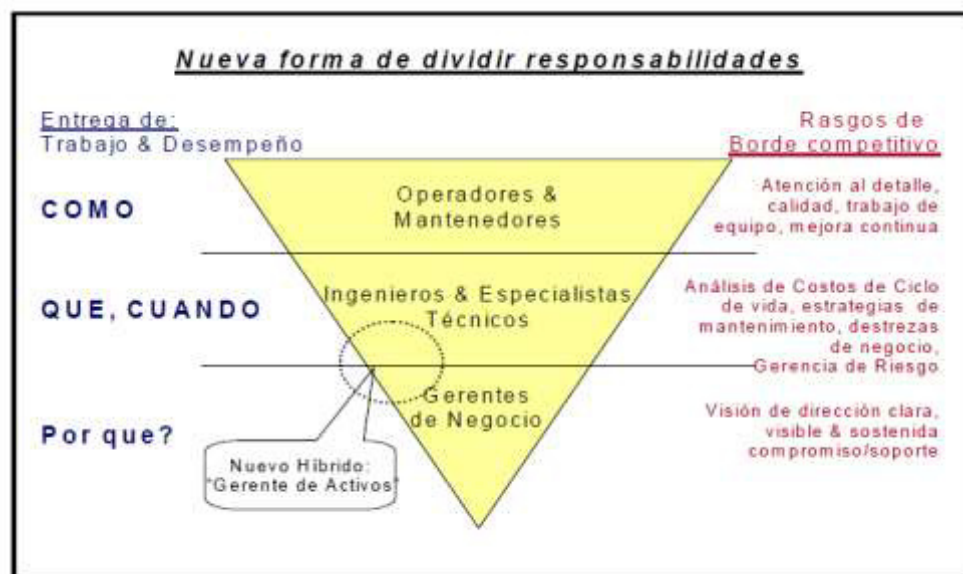 Nueva forma de dividir responsabilidades
Entrega de:
Trabajo & Desempeño
Rasgos de
Borde competitivo
COMO
Operadores &
Mantenedores
Atención al detalle,
calidad, trabajo de
equipo, mejora continua
QUE, CUANDO
Ingenieros & Especialistas
Técnicos
Análisis de Costos de Ciclo
de vida, estrategias de
mantenimiento, destrezas
de negocio,
Gerencia de Riesgo
Por que?
Gerentes
de Negocio
Visión de dirección clara,
visible & sostenida
compromiso/soporte
Nuevo Híbrido:
"Gerente de Activos"